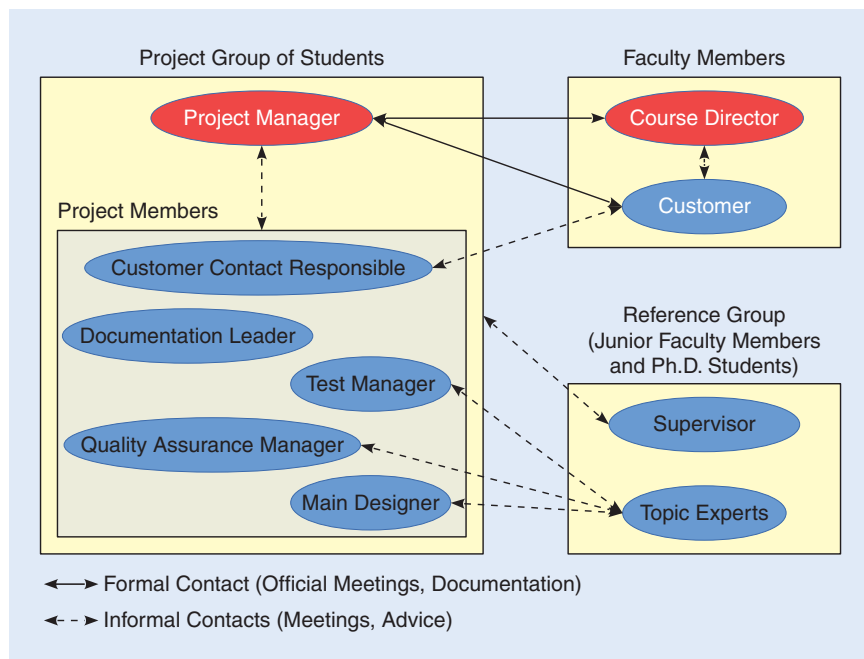 Project Group of Students
Project Manager
Project Members
Customer Contact Responsible
Documentation Leader
Test Manager
Quality Assurance Manager
Main Designer
Faculty Members
Course Director
Customer
Reference Group
(Junior Faculty Members
and Ph.D. Students)
Supervisor
Topic Experts
Formal Contact (Official Meetings, Documentation)
Informal Contacts (Meetings, Advice)